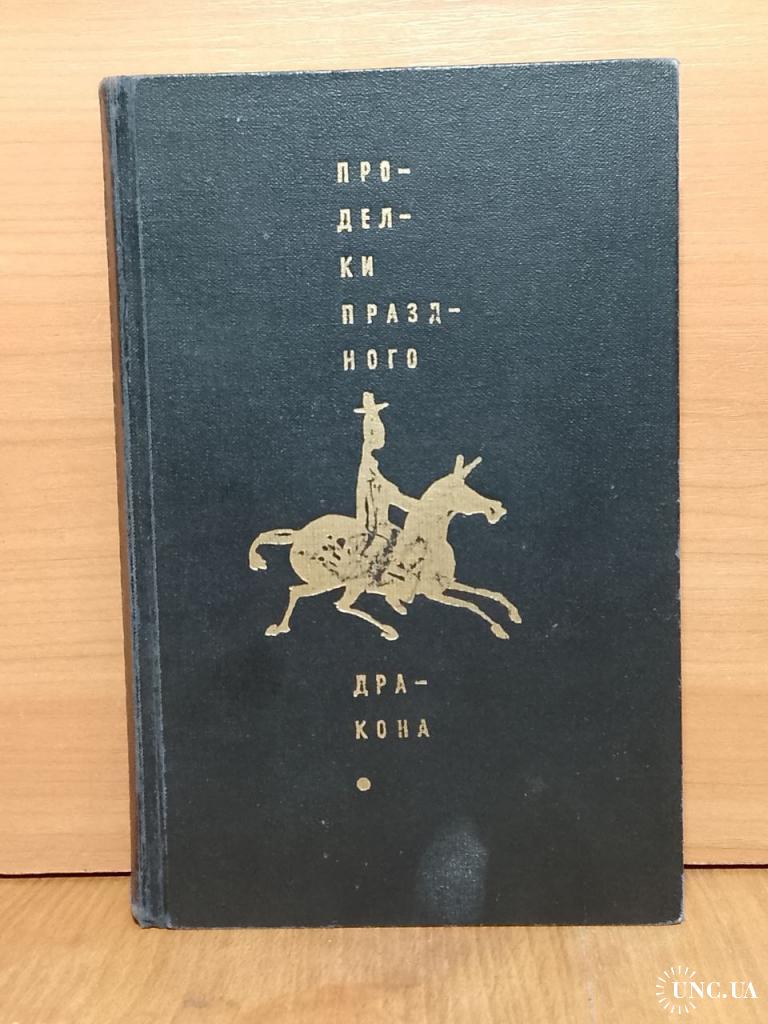 ПРО-
ДЕЛ-
КИ
ПРАЗД-
НОГО
ДРА-
КОНА
UNC.UA